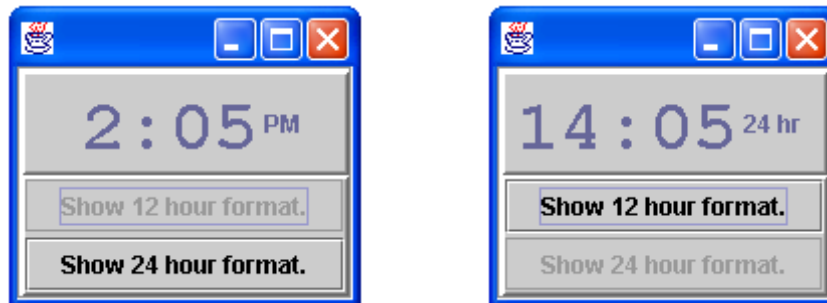 2:05 PM
Show 12 hour format.
Show 24 hour format.
14:05 24 hr
Show 12 hour format.
Show 24 hour format.